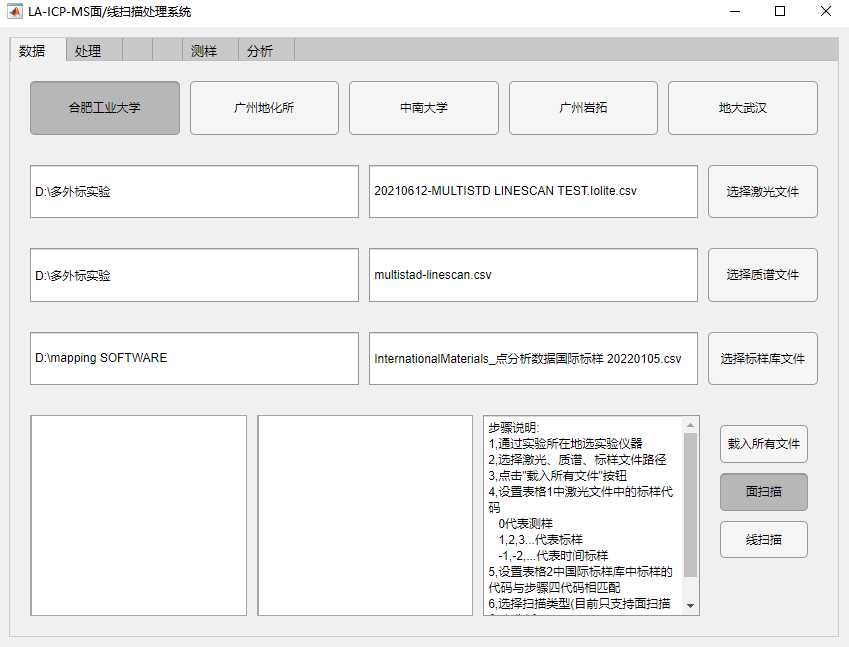 LA-ICP-MS面/线扫描处理系统
数据 处理 测样 分析
合肥工业大学 广州地化所 中南大学 广州岩拓 地大武汉
D:\多外标实验 20210612-MULTISTD LINESCAN TEST.Iolite.csv 选择激光文件
D:\多外标实验 multistad-linescan.csv 选择质谱文件
D:\mapping SOFTWARE InternationalMaterials_点分析数据国际标样 20220105.csv 选择标样库文件
步骤说明:
1,通过实验所在地选实验仪器
2,选择激光、质谱、标样文件路径
3,点击"载入所有文件"按钮
4,设置表格1中激光文件中的标样代
码
0代表测样
1,2,3...代表标样
-1,-2,...代表时间标样
5,设置表格2中国际标样库中标样的
代码与步骤四代码相匹配
6,选择扫描类型(目前只支持面扫描
载入所有文件
面扫描
线扫描